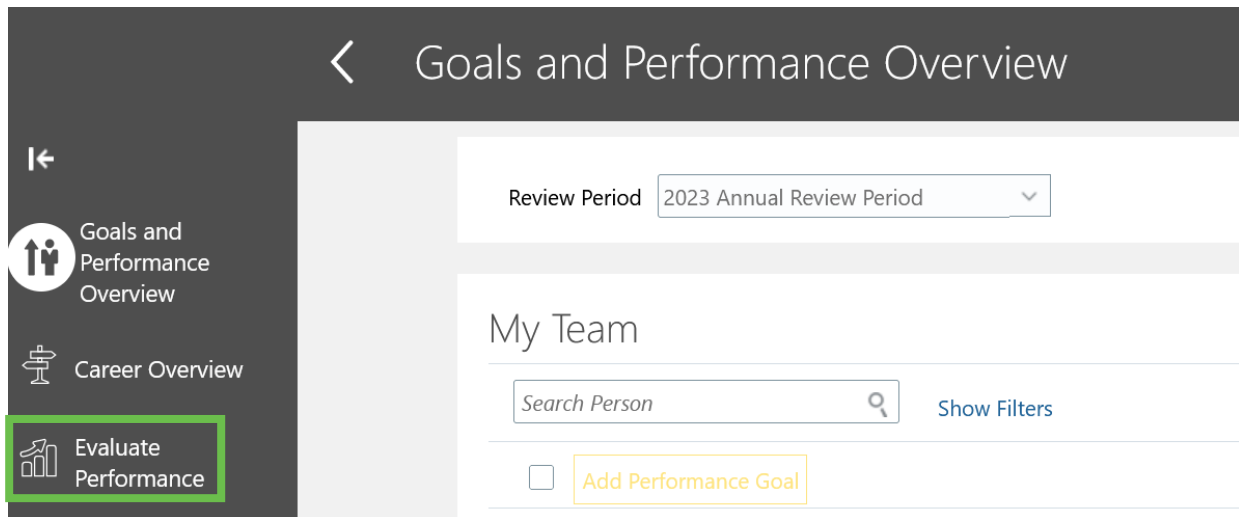 Goals and Performance Overview
Goals and
Performance
Overview
Career Overview
Evaluate
Performance
Review Period 2023 Annual Review Period
My Team
Search Person Show Filters
Add Performance Goal